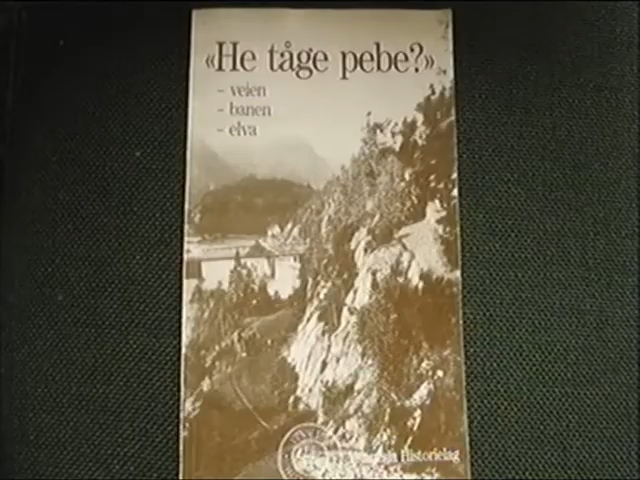 «He tåge pebe?»
– veien
– banen
– elva
Historielag